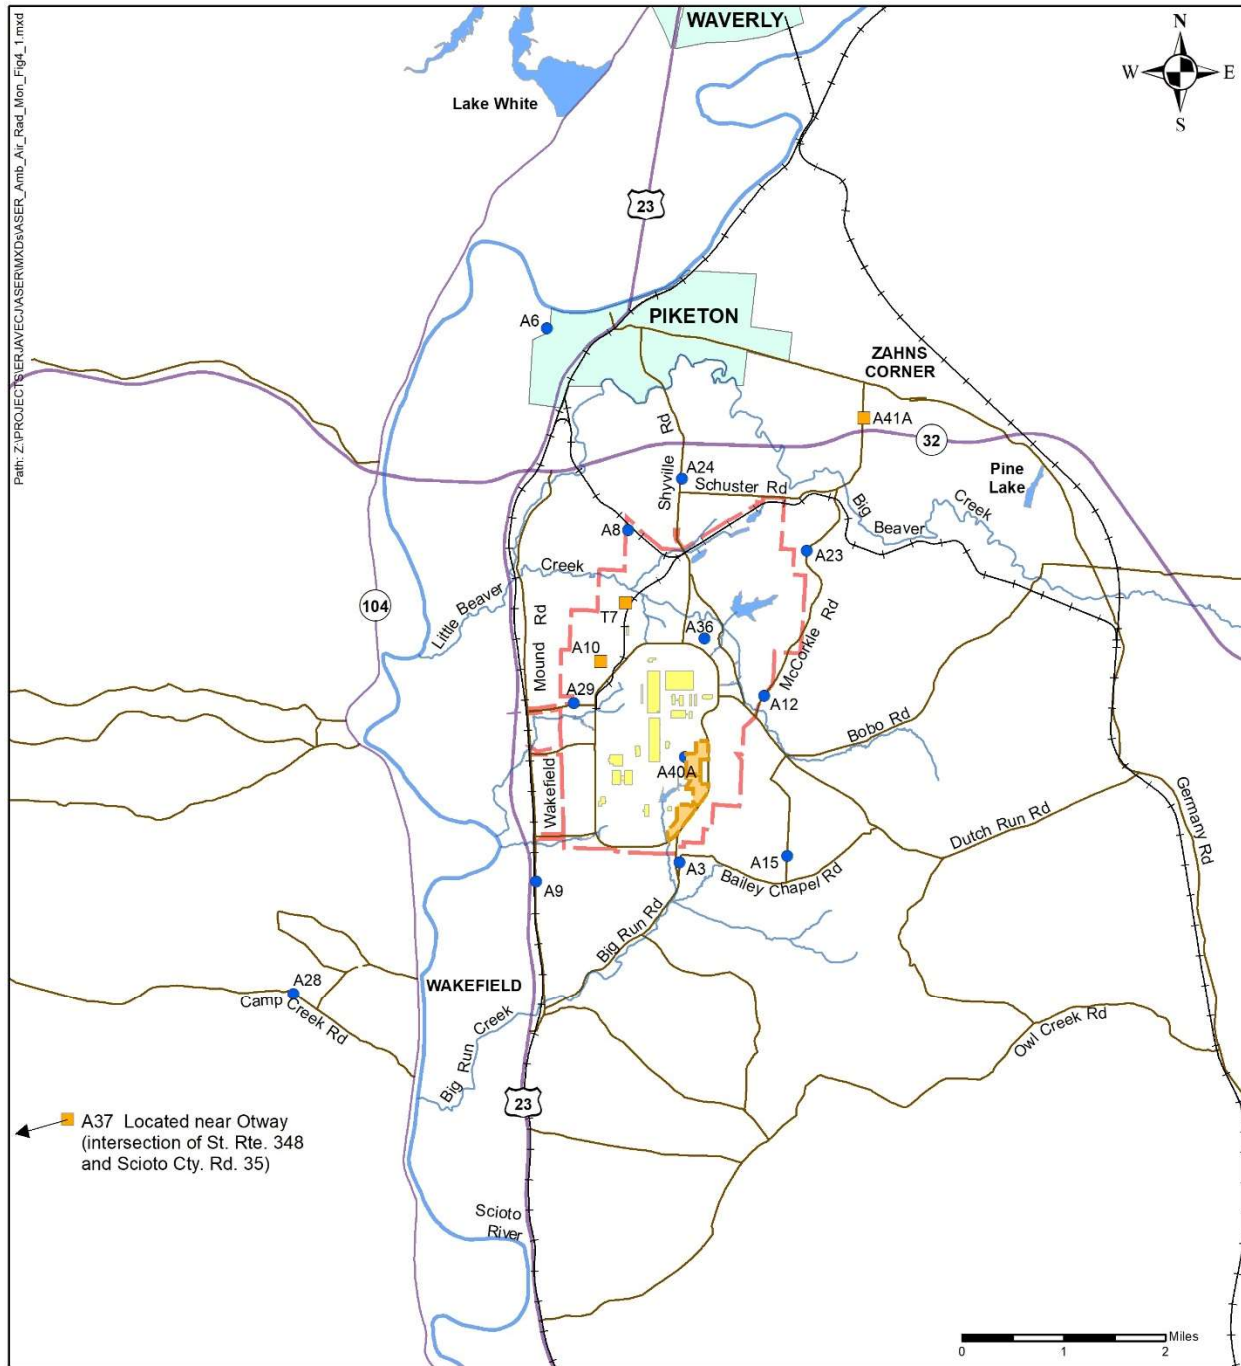 Path: Z:\PROJECTS\ERJAVECJ\ASER\MXDs\ASER_Amb_Air_Rad_Mon_Fig4_1.mxd
WAVERLY
N
W E
S
Lake White
23
A6
PIKETON
ZAHNS
CORNER
A41A
32
Shyville Rd
A24
Schuster Rd
Pine
Lake
Big Beaver Creek
A8
A23
Creek
Little Beaver
104
T7
Mound Rd
A36
McCorkle Rd
A10
A29
A12
Bobo Rd
A40A
Wakefield
Germany Rd
Dutch Run Rd
A15
A3
Bailey Chapel Rd
A9
Big Run Rd
A28
WAKEFIELD
Camp Creek Rd
Big Run Creek
Owl Creek Rd
23
A37 Located near Otway
(intersection of St. Rte. 348
and Scioto Cty. Rd. 35)
Scioto
River
Miles
0 1 2